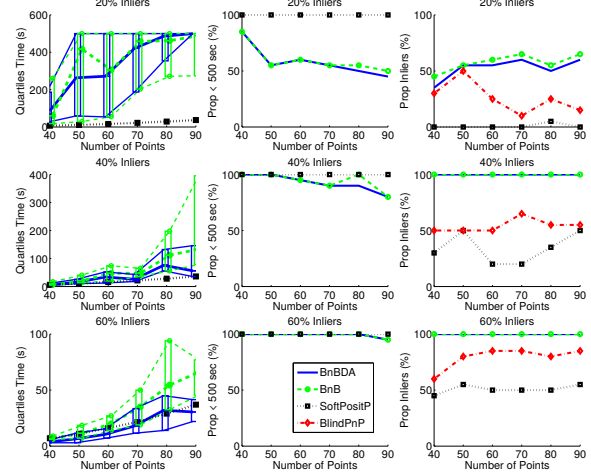 20% Inliers
20% Inliers
20% Inliers
Quartiles Time (s)
600
400
200
0
40 50 60 70 80 90
Number of Points
Prop < 500 sec (%)
100
50
0
40 50 60 70 80 90
Number of Points
Prop Inliers (%)
100
50
0
40 50 60 70 80 90
Number of Points
40% Inliers
40% Inliers
40% Inliers
Quartiles Time (s)
400
300
200
100
0
40 50 60 70 80 90
Number of Points
Prop < 500 sec (%)
100
50
0
40 50 60 70 80 90
Number of Points
Prop Inliers (%)
100
50
0
40 50 60 70 80 90
Number of Points
60% Inliers
60% Inliers
60% Inliers
Quartiles Time (s)
100
50
0
40 50 60 70 80 90
Number of Points
Prop < 500 sec (%)
100
50
0
40 50 60 70 80 90
Number of Points
BnBDA
BnB
SoftPositP
BlindPnP
Prop Inliers (%)
100
50
0
40 50 60 70 80 90
Number of Points